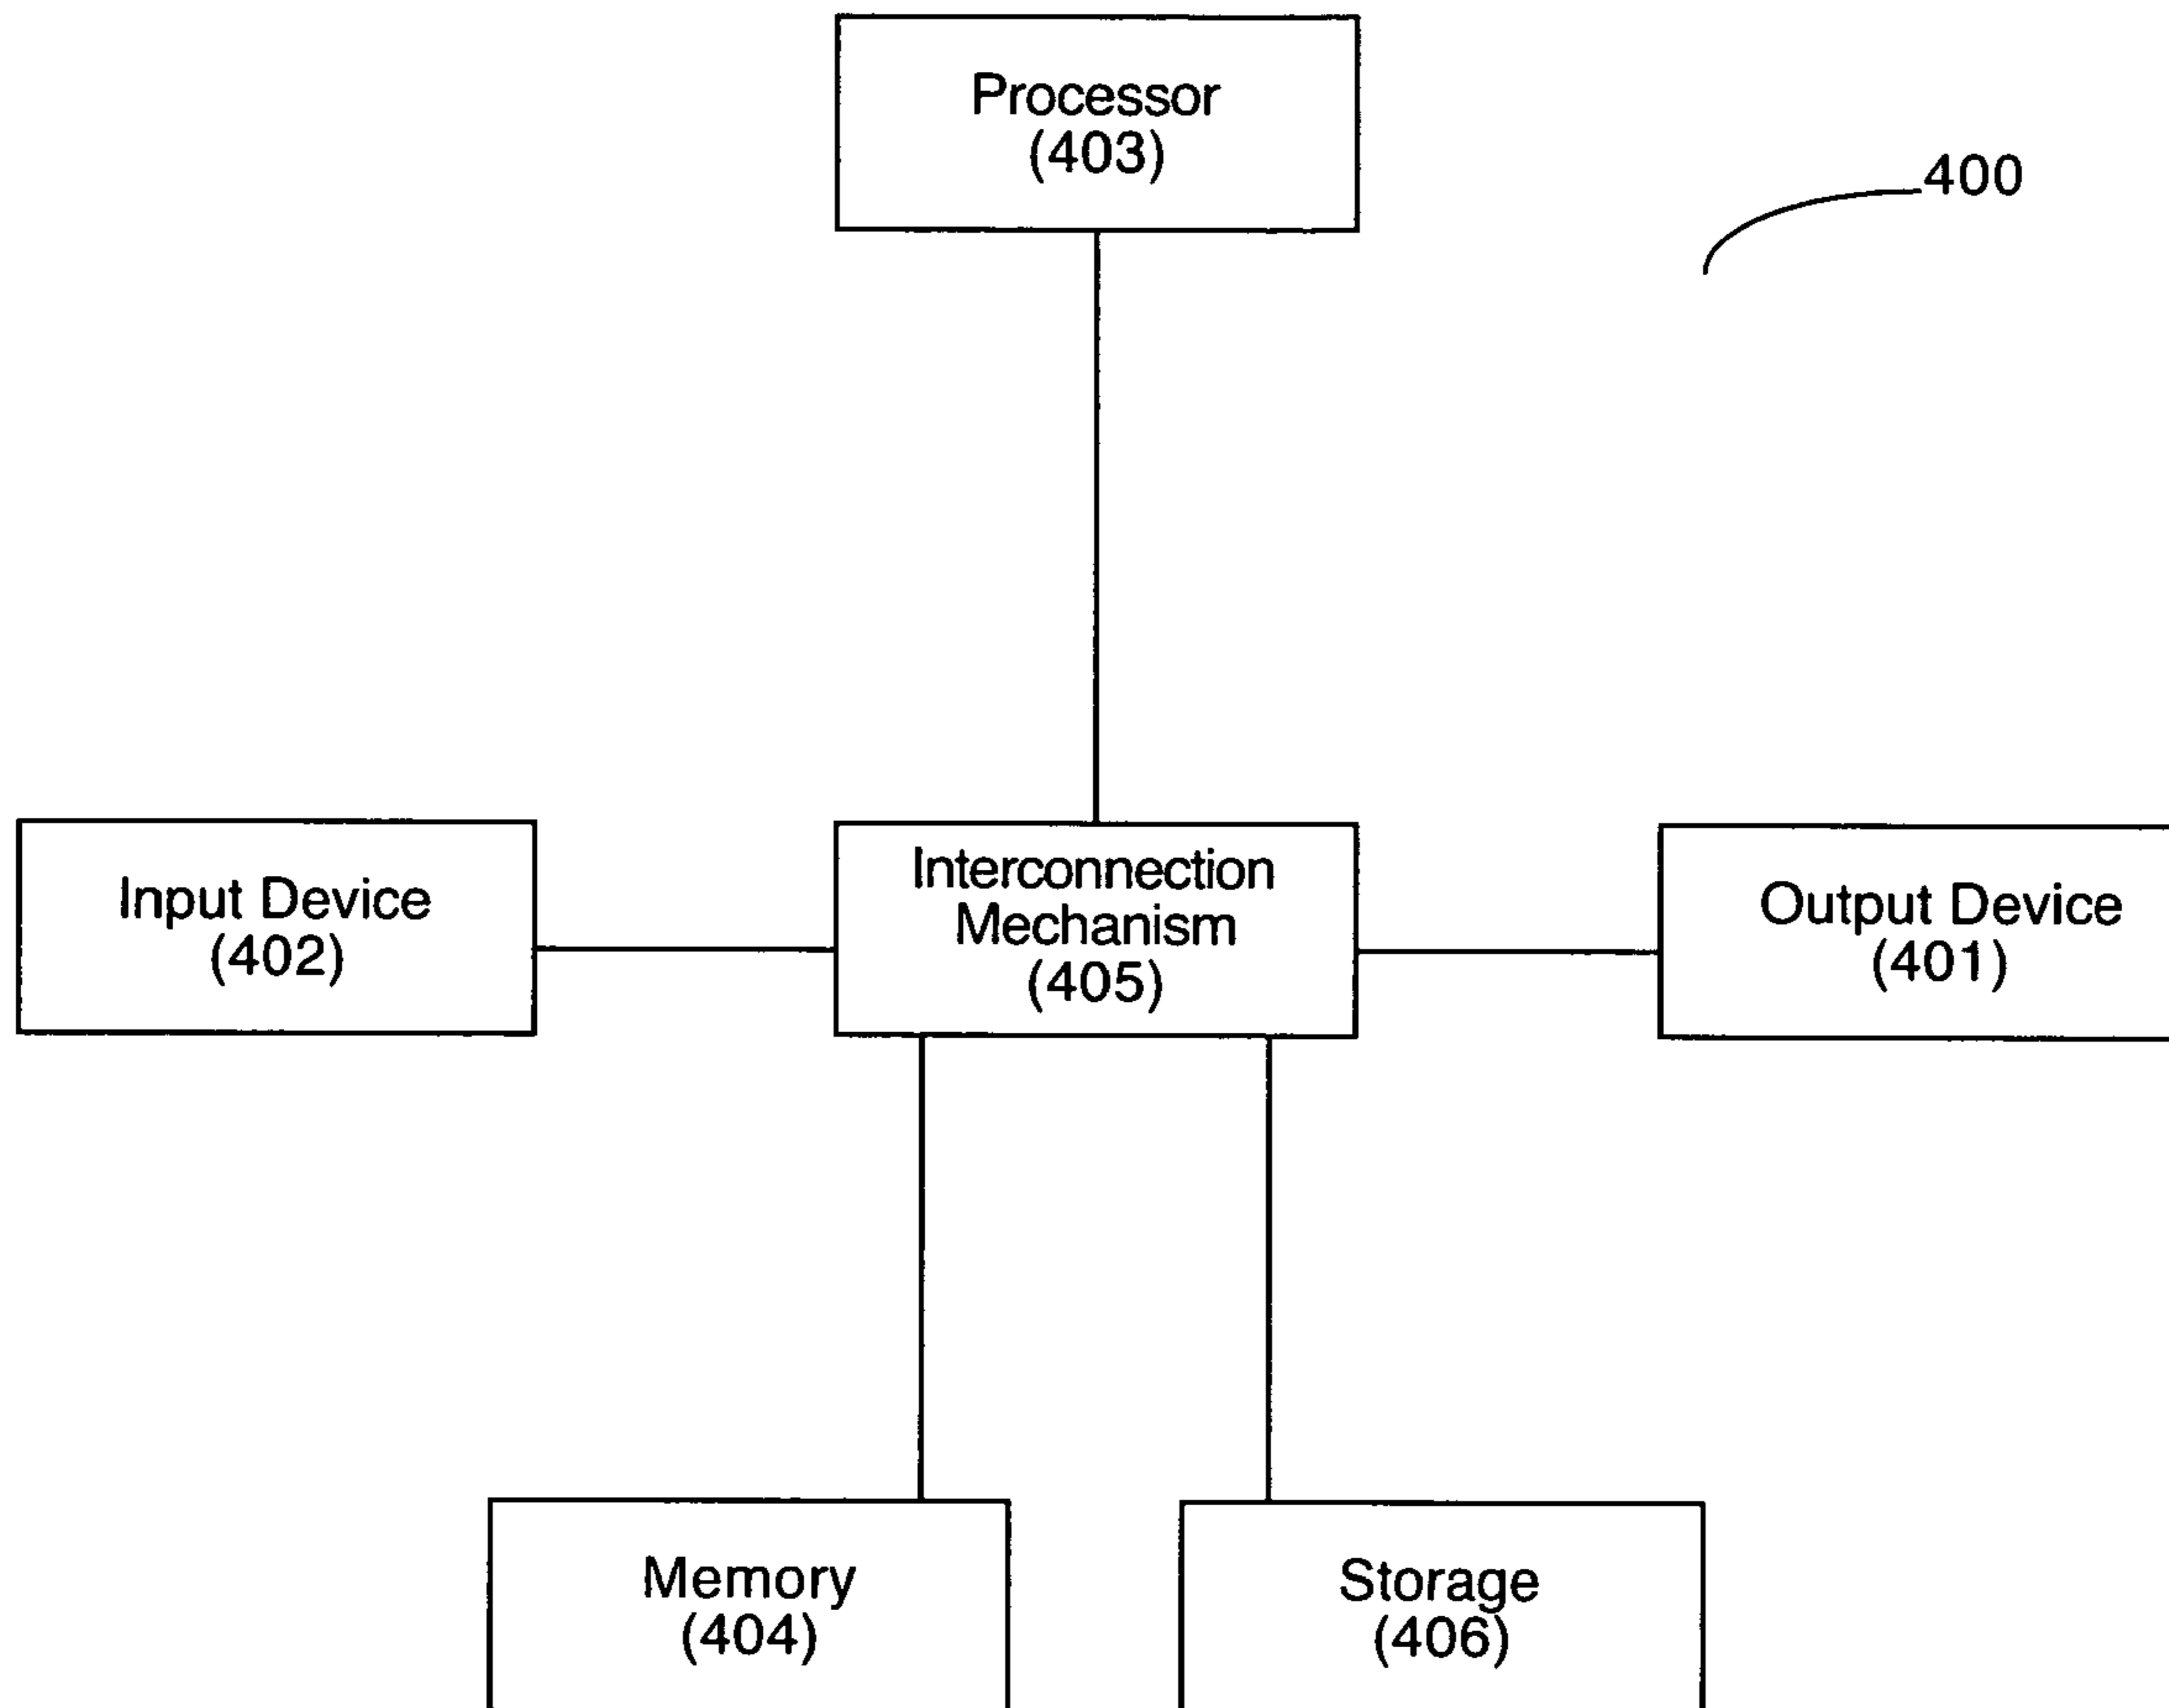 Processor
(403)
400
Input Device
(402)
Interconnection
Mechanism
(405)
Output Device
(401)
Memory
(404)
Storage
(406)